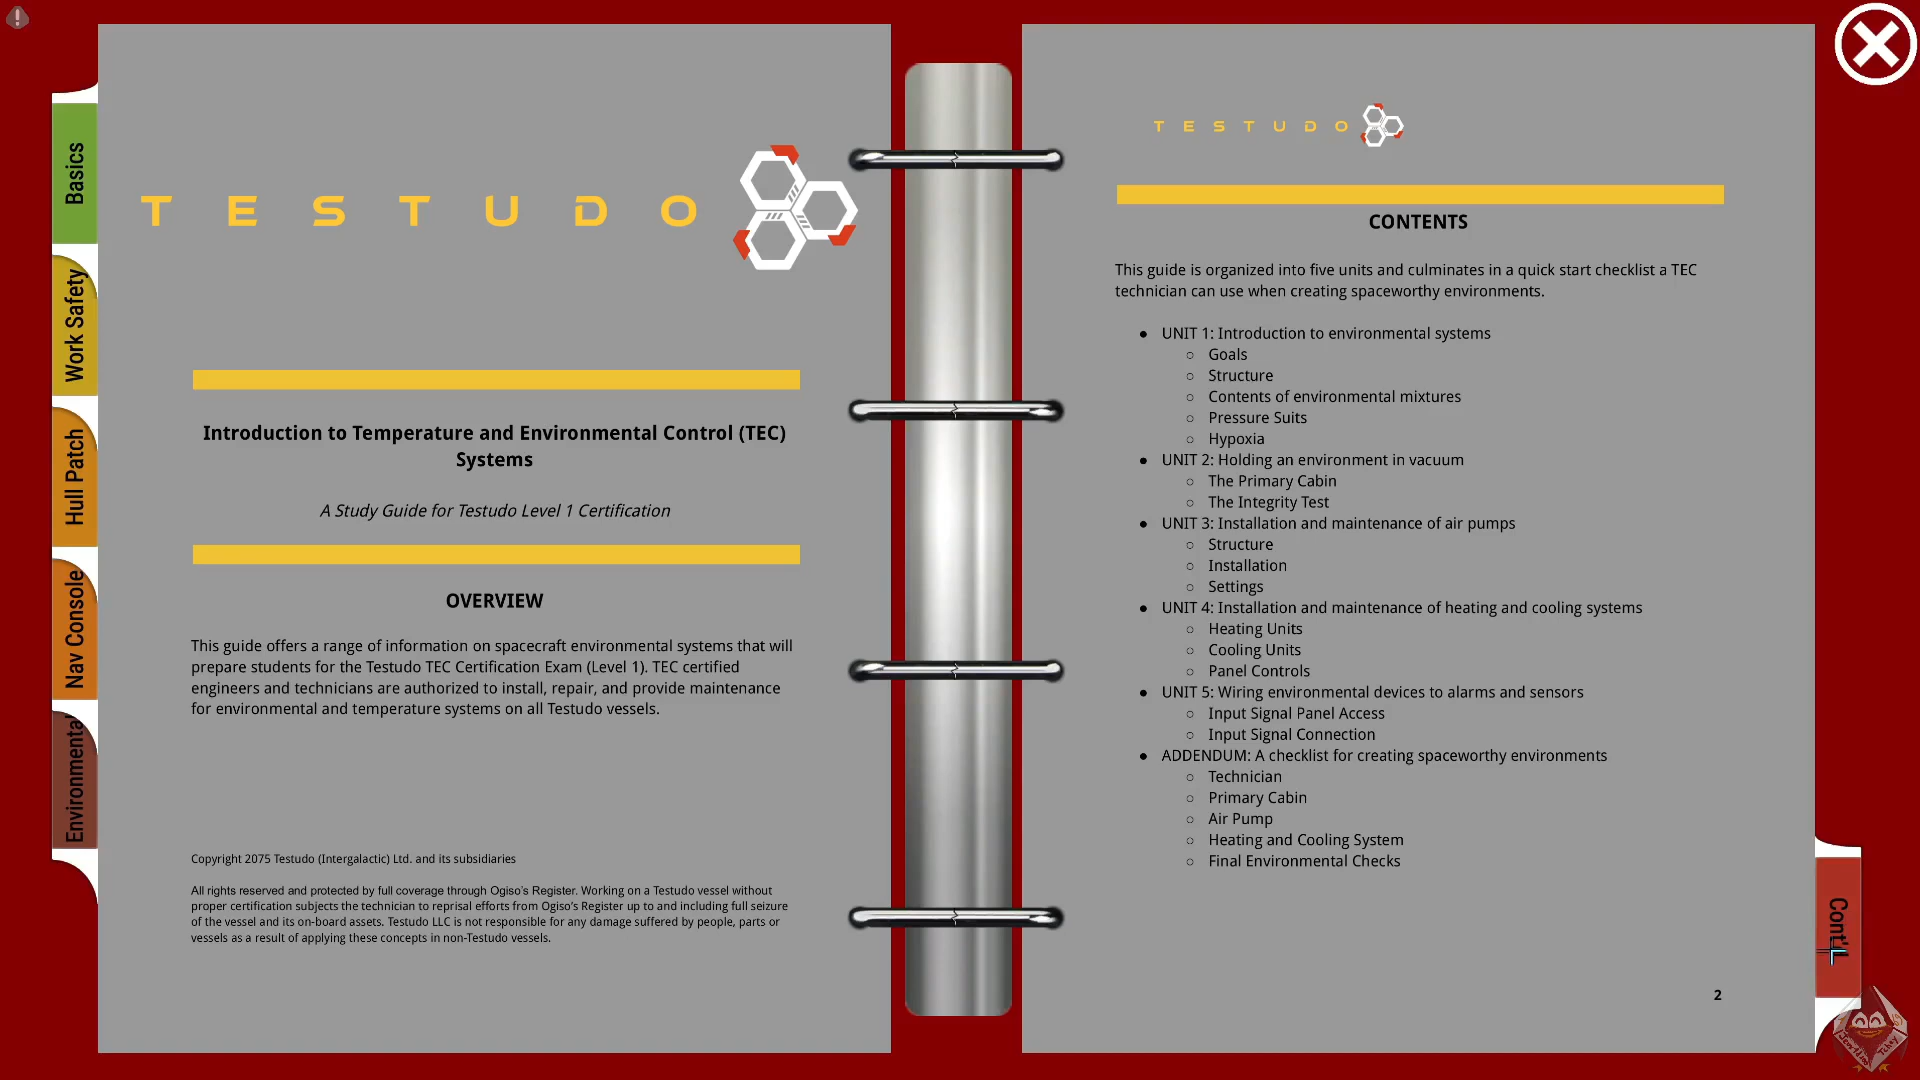 Basics
Work Safety
Hull Patch
Nav Console
Environmental
TESTUDO
Introduction to Temperature and Environmental Control (TEC)
Systems
A Study Guide for Testudo Level 1 Certification
OVERVIEW
This guide offers a range of information on spacecraft environmental systems that will
prepare students for the Testudo TEC Certification Exam (Level 1). TEC certified
engineers and technicians are authorized to install, repair, and provide maintenance
for environmental and temperature systems on all Testudo vessels.
Copyright 2075 Testudo (Intergalactic) Ltd. and its subsidiaries
All rights reserved and protected by full coverage through Ogiso's Register. Working on a Testudo vessel without
proper certification subjects the technician to reprisal efforts from Ogiso's Register up to and including full seizure
of the vessel and its on-board assets. Testudo LLC is not responsible for any damage suffered by people, parts or
vessels as a result of applying these concepts in non-Testudo vessels.
TESTUDO
CONTENTS
This guide is organized into five units and culminates in a quick start checklist a TEC
technician can use when creating spaceworthy environments.
● UNIT 1: Introduction to environmental systems
○ Goals
○ Structure
○ Contents of environmental mixtures
○ Pressure Suits
○ Hypoxia
● UNIT 2: Holding an environment in vacuum
○ The Primary Cabin
○ The Integrity Test
● UNIT 3: Installation and maintenance of air pumps
○ Structure
○ Installation
○ Settings
● UNIT 4: Installation and maintenance of heating and cooling systems
○ Heating Units
○ Cooling Units
○ Panel Controls
● UNIT 5: Wiring environmental devices to alarms and sensors
○ Input Signal Panel Access
○ Input Signal Connection
● ADDENDUM: A checklist for creating spaceworthy environments
○ Technician
○ Primary Cabin
○ Air Pump
○ Heating and Cooling System
○ Final Environmental Checks
2